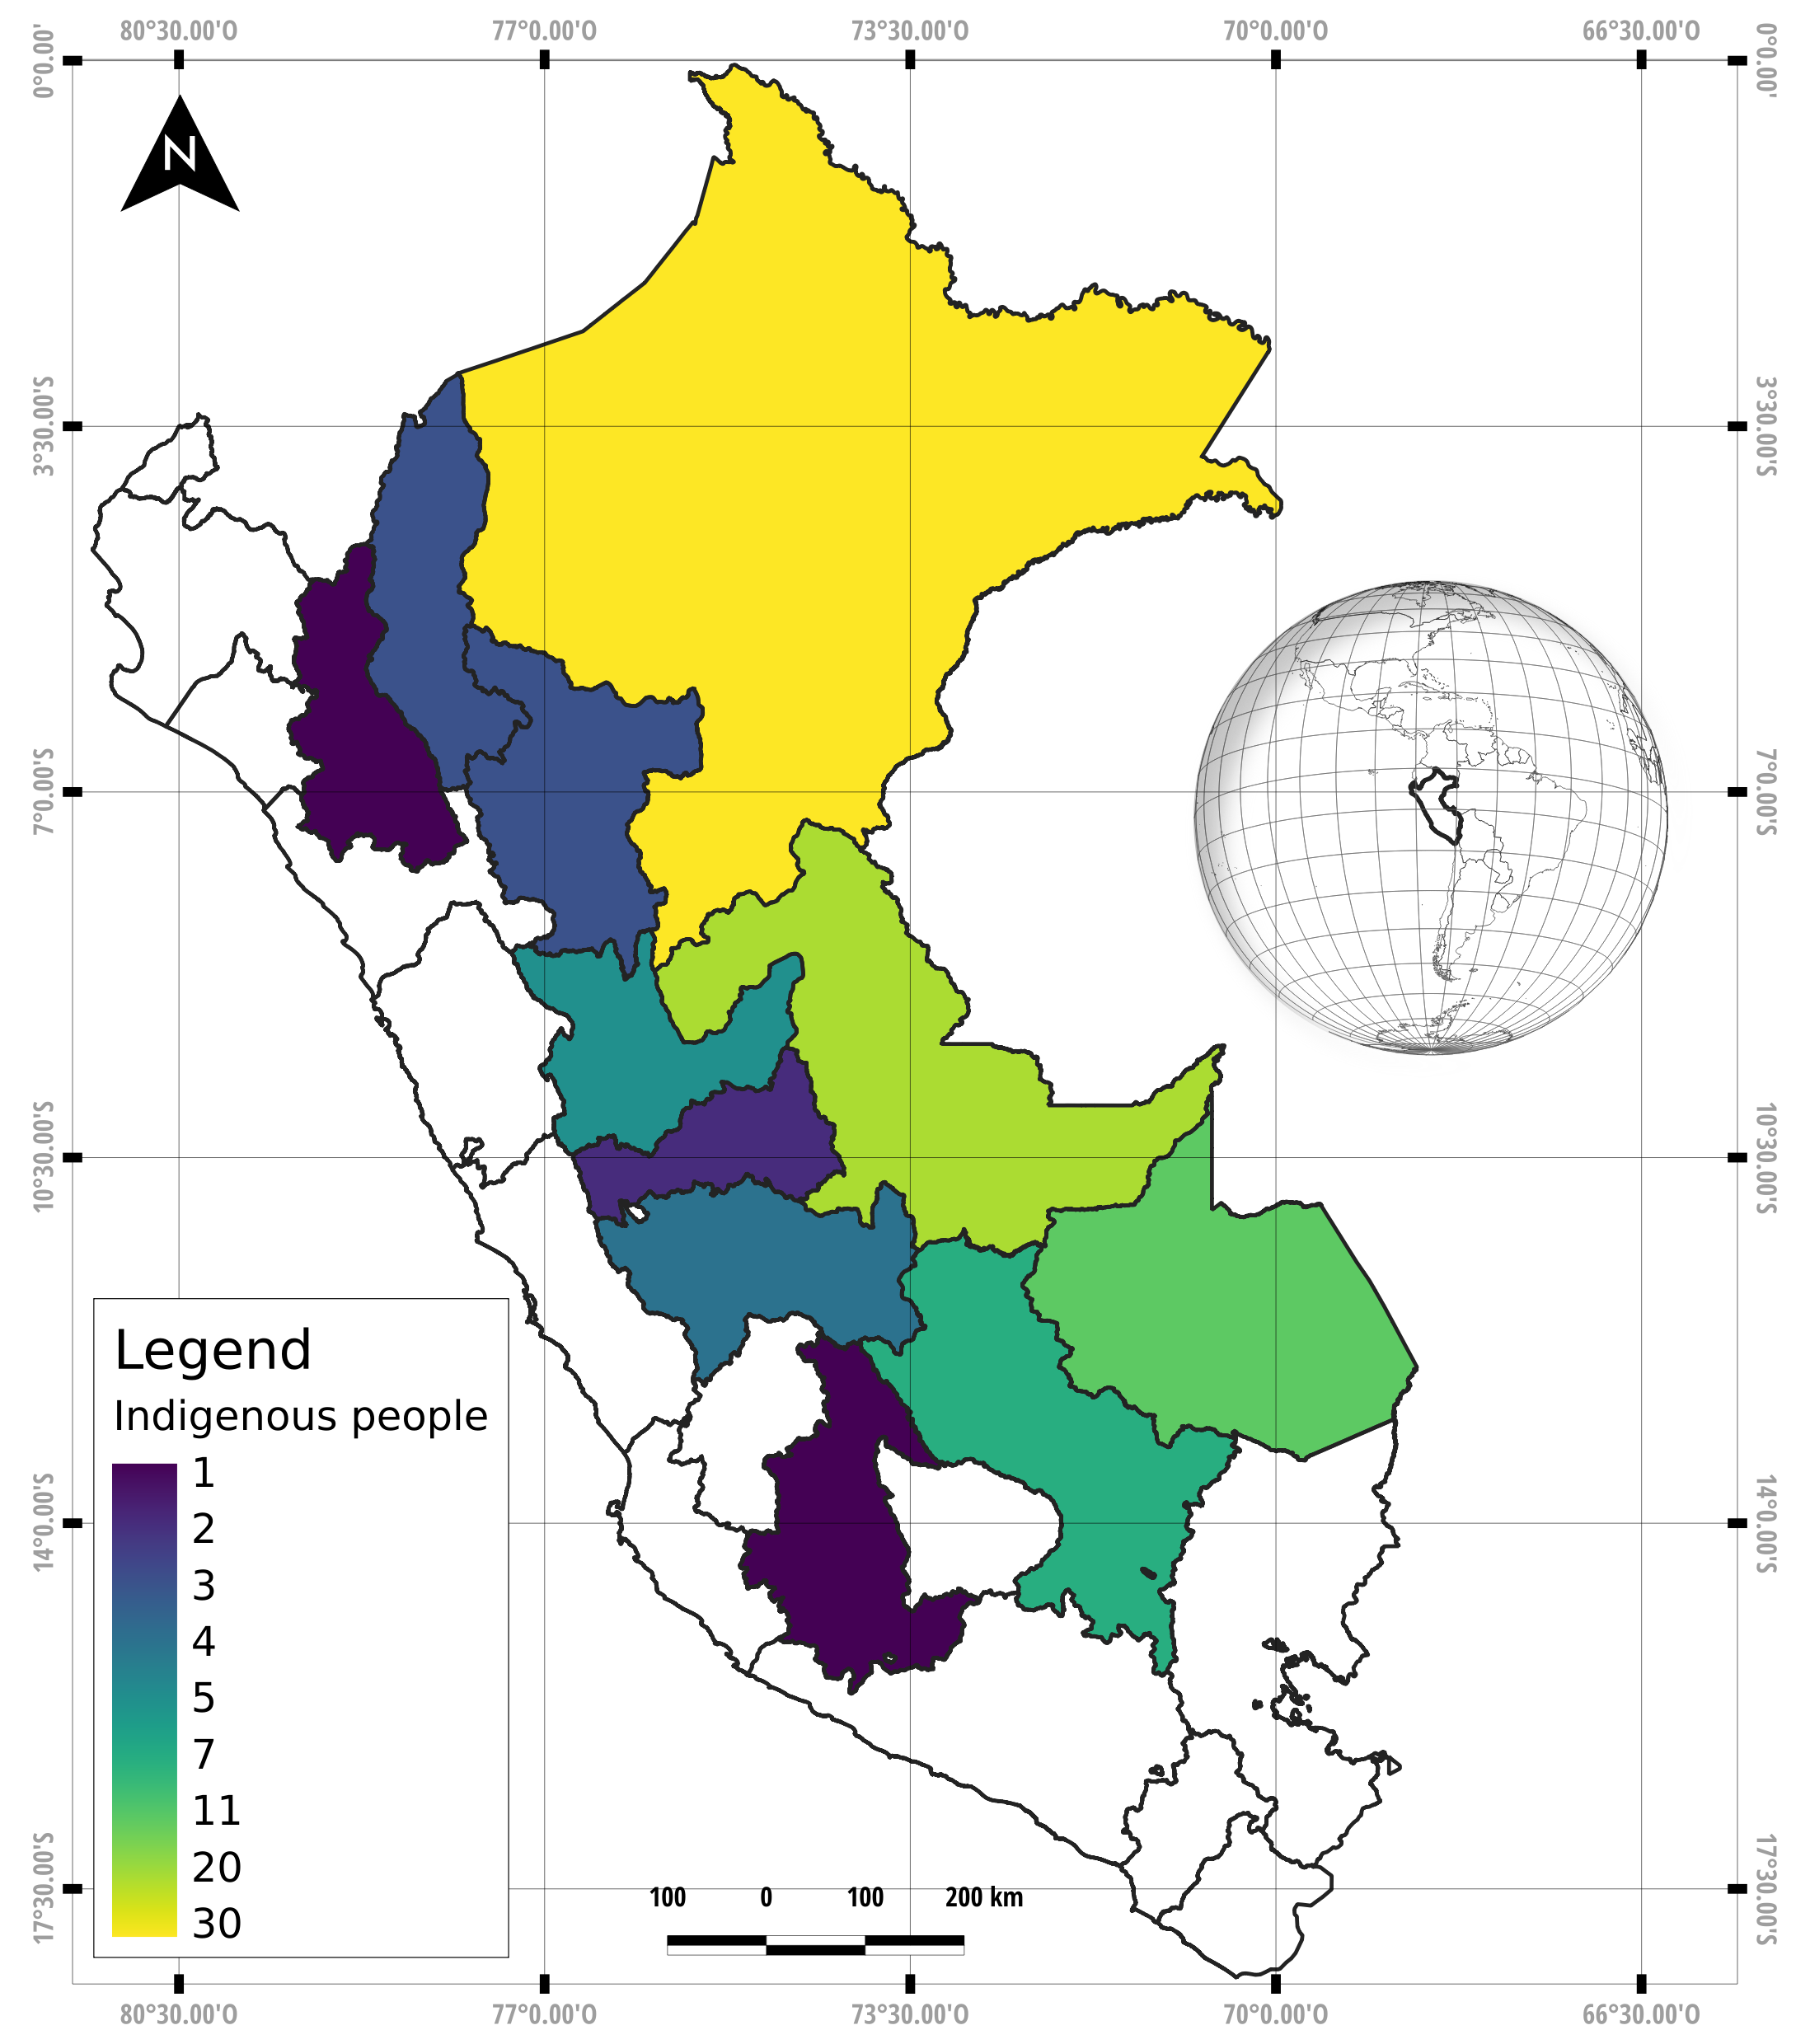 80°30.00'O 77°0.00'O 73°30.00'O 70°0.00'O 66°30.00'O
0°0.00' 0°0.00'
N
3°30.00'S 3°30.00'S
7°0.00'S 7°0.00'S
10°30.00'S 10°30.00'S
Legend
Indigenous people
1
2
3
4
5
7
11
20
30
14°0.00'S 14°0.00'S
17°30.00'S 17°30.00'S
100 0 100 200 km
80°30.00'O 77°0.00'O 73°30.00'O 70°0.00'O 66°30.00'O